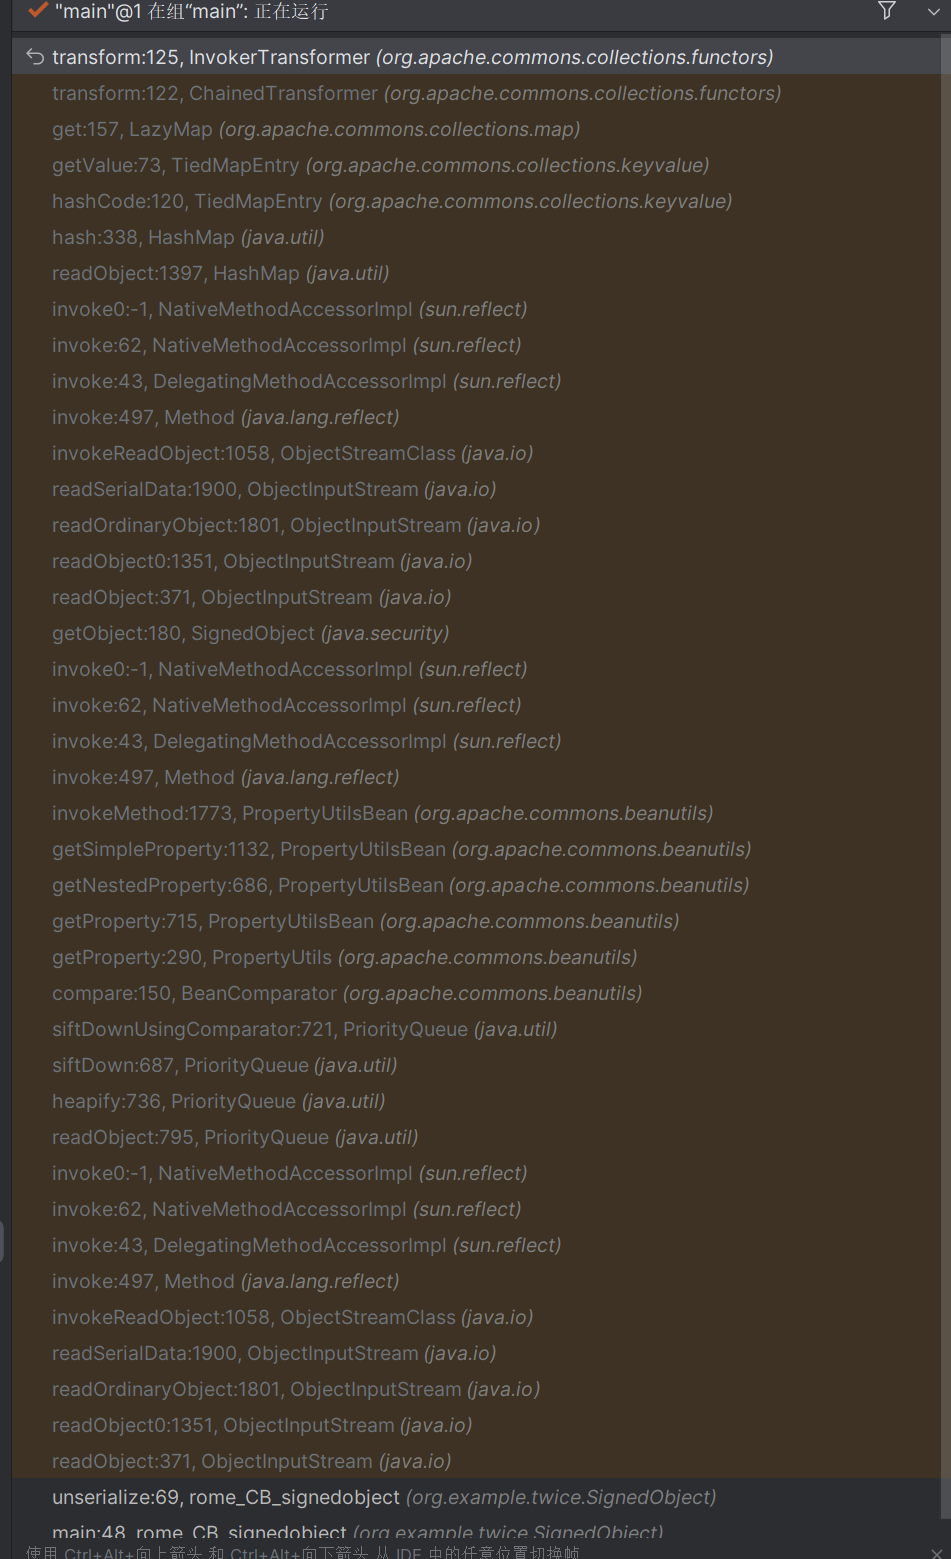 "main"@1 在组“main”: 正在运行
transform:125, InvokerTransformer (org.apache.commons.collections.functors)
transform:122, ChainedTransformer (org.apache.commons.collections.functors)
get:157, LazyMap (org.apache.commons.collections.map)
getValue:73, TiedMapEntry (org.apache.commons.collections.keyvalue)
hashCode:120, TiedMapEntry (org.apache.commons.collections.keyvalue)
hash:338, HashMap (java.util)
readObject:1397, HashMap (java.util)
invoke0:-1, NativeMethodAccessorImpl (sun.reflect)
invoke:62, NativeMethodAccessorImpl (sun.reflect)
invoke:43, DelegatingMethodAccessorImpl (sun.reflect)
invoke:497, Method (java.lang.reflect)
invokeReadObject:1058, ObjectStreamClass (java.io)
readSerialData:1900, ObjectInputStream (java.io)
readOrdinaryObject:1801, ObjectInputStream (java.io)
readObject0:1351, ObjectInputStream (java.io)
readObject:371, ObjectInputStream (java.io)
getObject:180, SignedObject (java.security)
invoke0:-1, NativeMethodAccessorImpl (sun.reflect)
invoke:62, NativeMethodAccessorImpl (sun.reflect)
invoke:43, DelegatingMethodAccessorImpl (sun.reflect)
invoke:497, Method (java.lang.reflect)
invokeMethod:1773, PropertyUtilsBean (org.apache.commons.beanutils)
getSimpleProperty:1132, PropertyUtilsBean (org.apache.commons.beanutils)
getNestedProperty:686, PropertyUtilsBean (org.apache.commons.beanutils)
getProperty:715, PropertyUtilsBean (org.apache.commons.beanutils)
getProperty:290, PropertyUtils (org.apache.commons.beanutils)
compare:150, BeanComparator (org.apache.commons.beanutils)
siftDownUsingComparator:721, PriorityQueue (java.util)
siftDown:687, PriorityQueue (java.util)
heapify:736, PriorityQueue (java.util)
readObject:795, PriorityQueue (java.util)
invoke0:-1, NativeMethodAccessorImpl (sun.reflect)
invoke:62, NativeMethodAccessorImpl (sun.reflect)
invoke:43, DelegatingMethodAccessorImpl (sun.reflect)
invoke:497, Method (java.lang.reflect)
invokeReadObject:1058, ObjectStreamClass (java.io)
readSerialData:1900, ObjectInputStream (java.io)
readOrdinaryObject:1801, ObjectInputStream (java.io)
readObject0:1351, ObjectInputStream (java.io)
readObject:371, ObjectInputStream (java.io)
unserialize:69, rome_CB_signedobject (org.example.twice.SignedObject)
main:48, rome_CB_signedobject (org.example.twice.SignedObject)
使用 Ctrl+Alt+向上箭头 和 Ctrl+Alt+向下箭头 从 IDE 中的任意位置切换帧